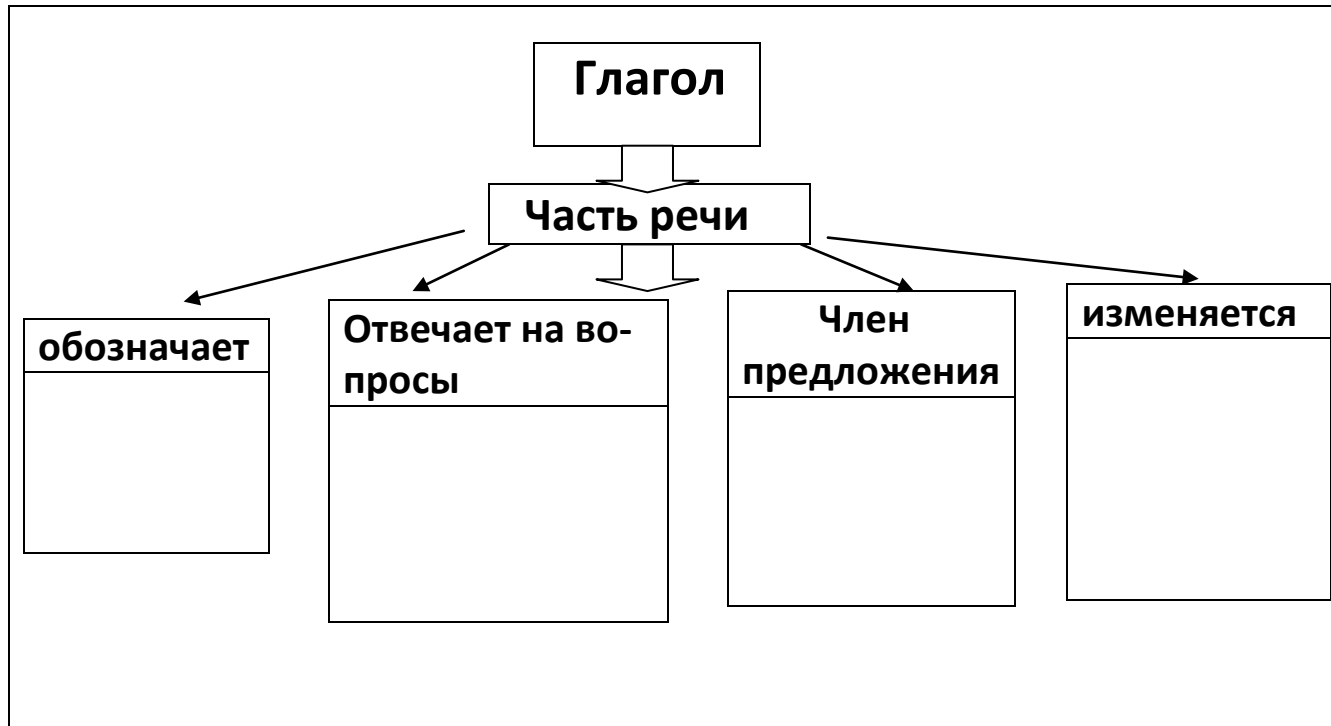 Глагол
Часть речи
обозначает
Отвечает на во-
просы
Член
предложения
изменяется